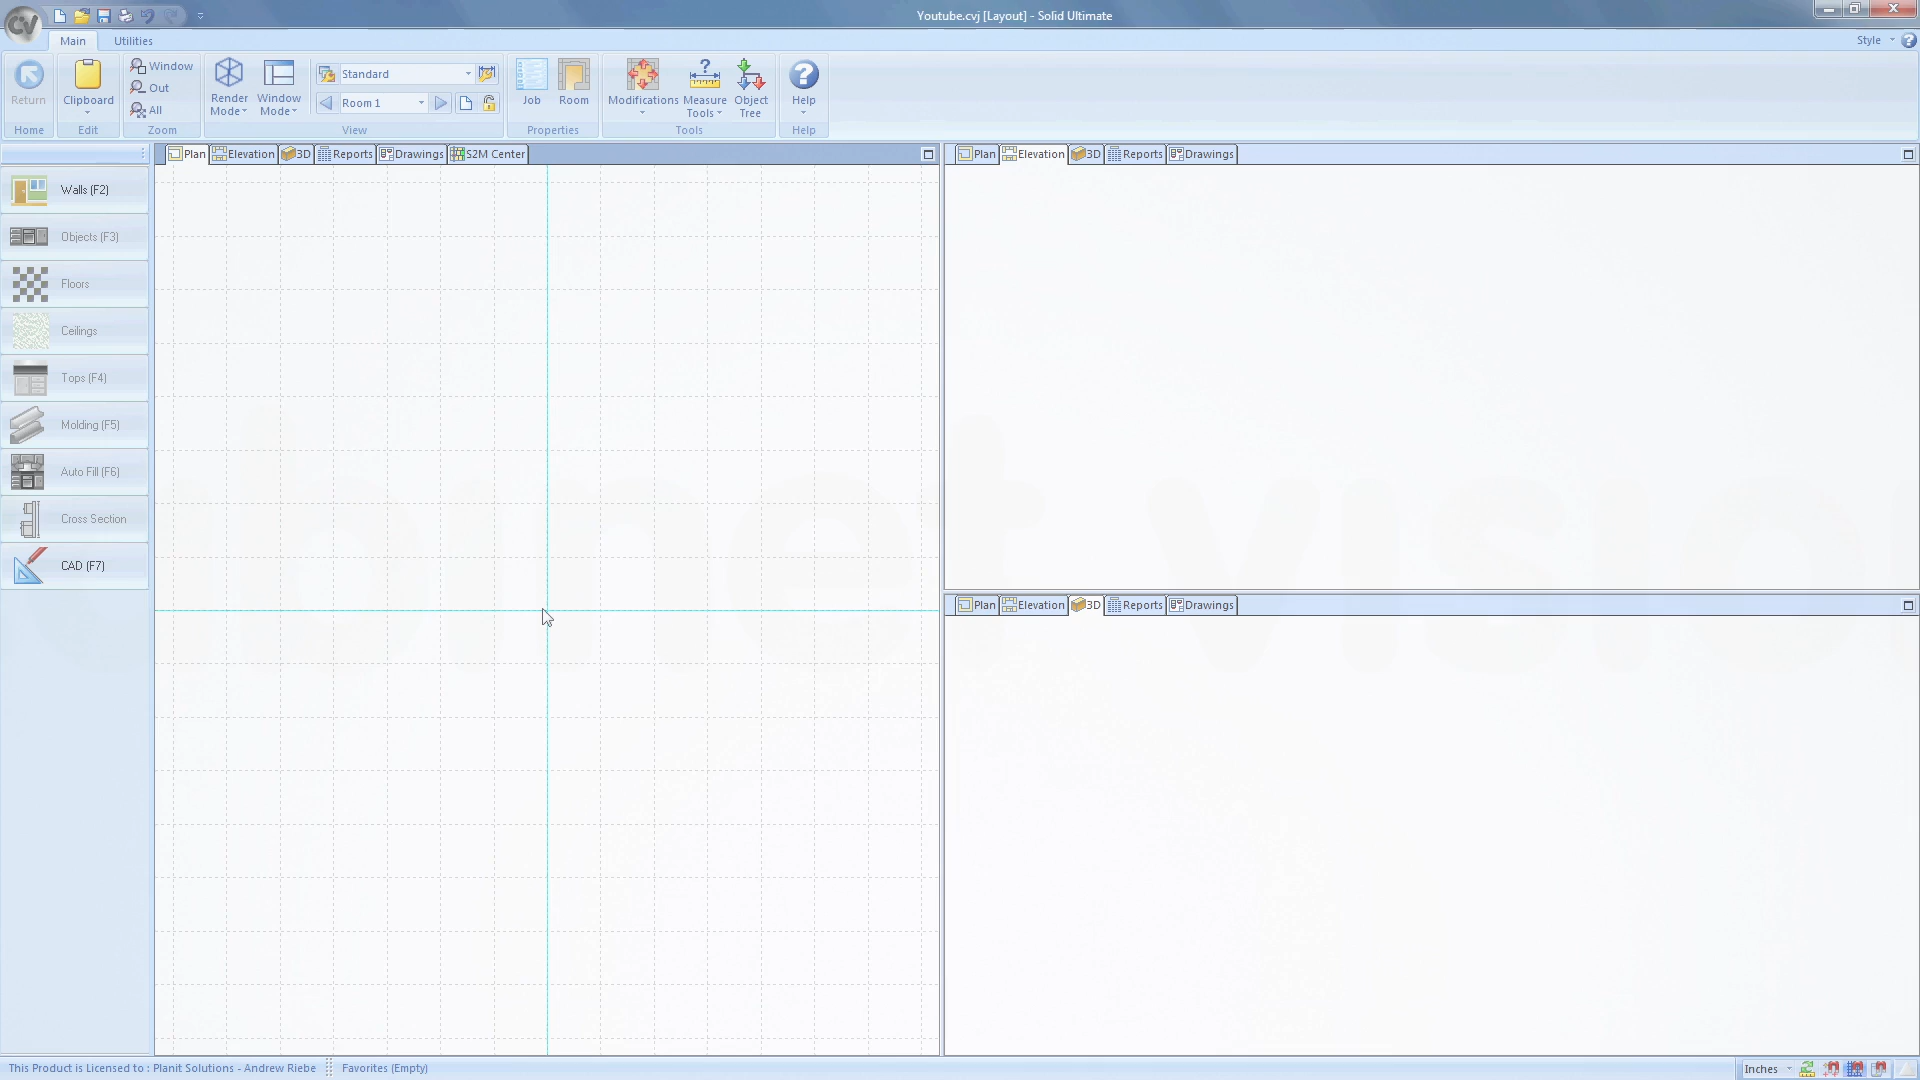 Youtube.cvj [Layout] - Solid Ultimate
CV
Main
Utilities
Style
Return
Clipboard
Window
Out
All
Render Mode
Window Mode
Standard
Room 1
Job
Room
Modifications
Measure Tools
Object Tree
Help
Home
Edit
Zoom
View
Properties
Tools
Help
Plan Elevation 3D Reports Drawings S2M Center
Plan Elevation 3D Reports Drawings
Walls (F2)
Objects (F3)
Floors
Ceilings
Tops (F4)
Molding (F5)
Auto Fill (F6)
Cross Section
CAD (F7)
Plan Elevation 3D Reports Drawings
This Product is Licensed to : Planit Solutions - Andrew Riebe
Favorites (Empty)
Inches